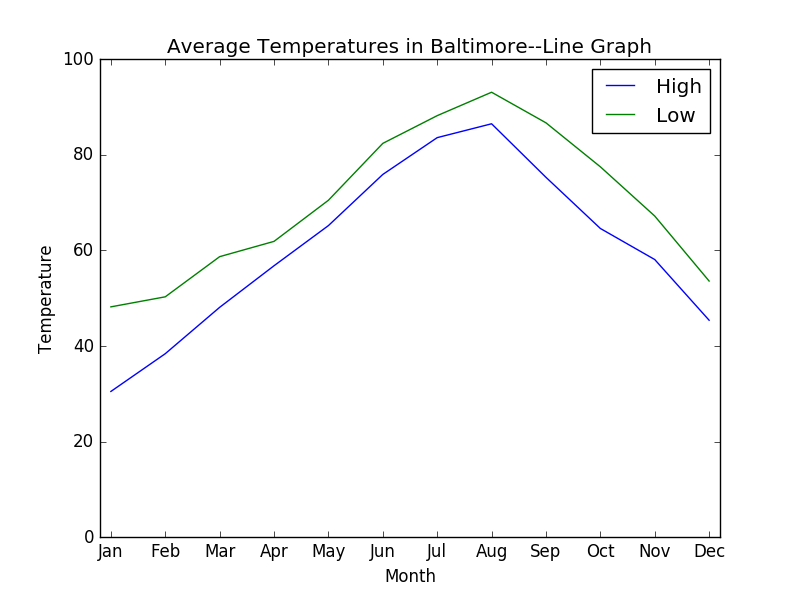 Average Temperatures in Baltimore--Line Graph
High
Low
100
80
60
40
20
0
Temperature
Jan Feb Mar Apr May Jun Jul Aug Sep Oct Nov Dec
Month